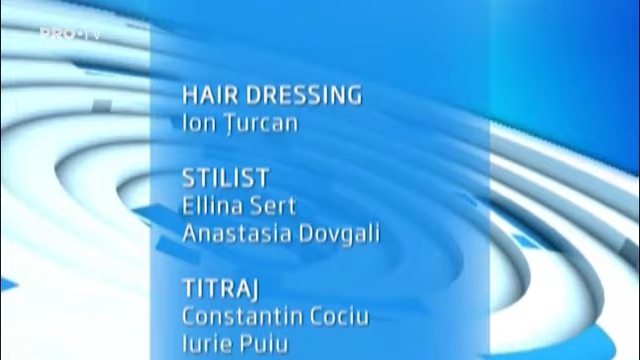 PRO•TV
HAIR DRESSING
Ion Țurcan
STILIST
Ellina Sert
Anastasia Dovgali
TITRAJ
Constantin Cociu
Iurie Puiu